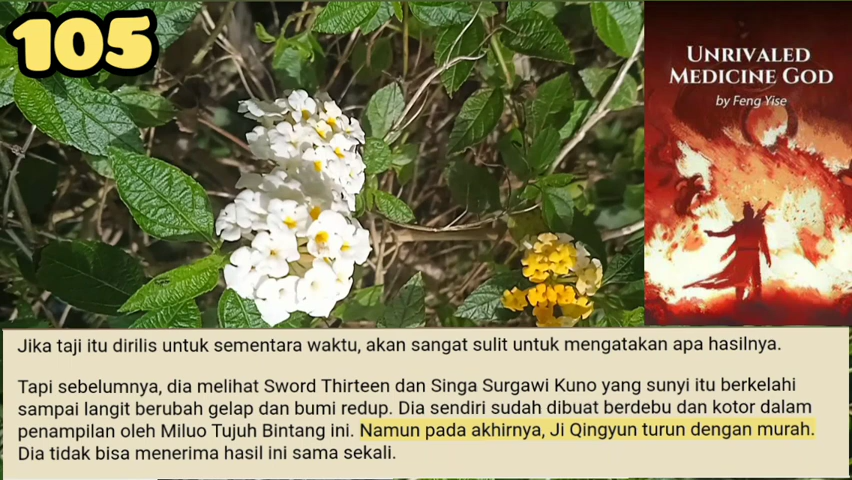 105
UNRIVALED
MEDICINE GOD
by Feng Yise
Jika taji itu dirilis untuk sementara waktu, akan sangat sulit untuk mengatakan apa hasilnya.
Tapi sebelumnya, dia melihat Sword Thirteen dan Singa Surgawi Kuno yang sunyi itu berkelahi
sampai langit berubah gelap dan bumi redup. Dia sendiri sudah dibuat berdebu dan kotor dalam
penampilan oleh Miluo Tujuh Bintang ini. Namun pada akhirnya, Ji Qingyun turun dengan murah.
Dia tidak bisa menerima hasil ini sama sekali.